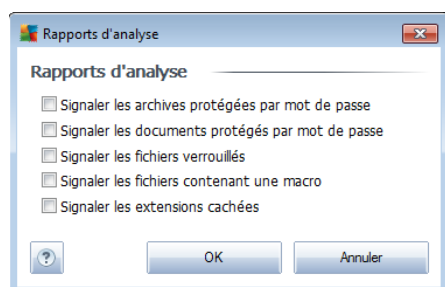 Rapports d'analyse
Rapports d'analyse
Signaler les archives protégées par mot de passe
Signaler les documents protégés par mot de passe
Signaler les fichiers verrouillés
Signaler les fichiers contenant une macro
Signaler les extensions cachées
?
OK
Annuler